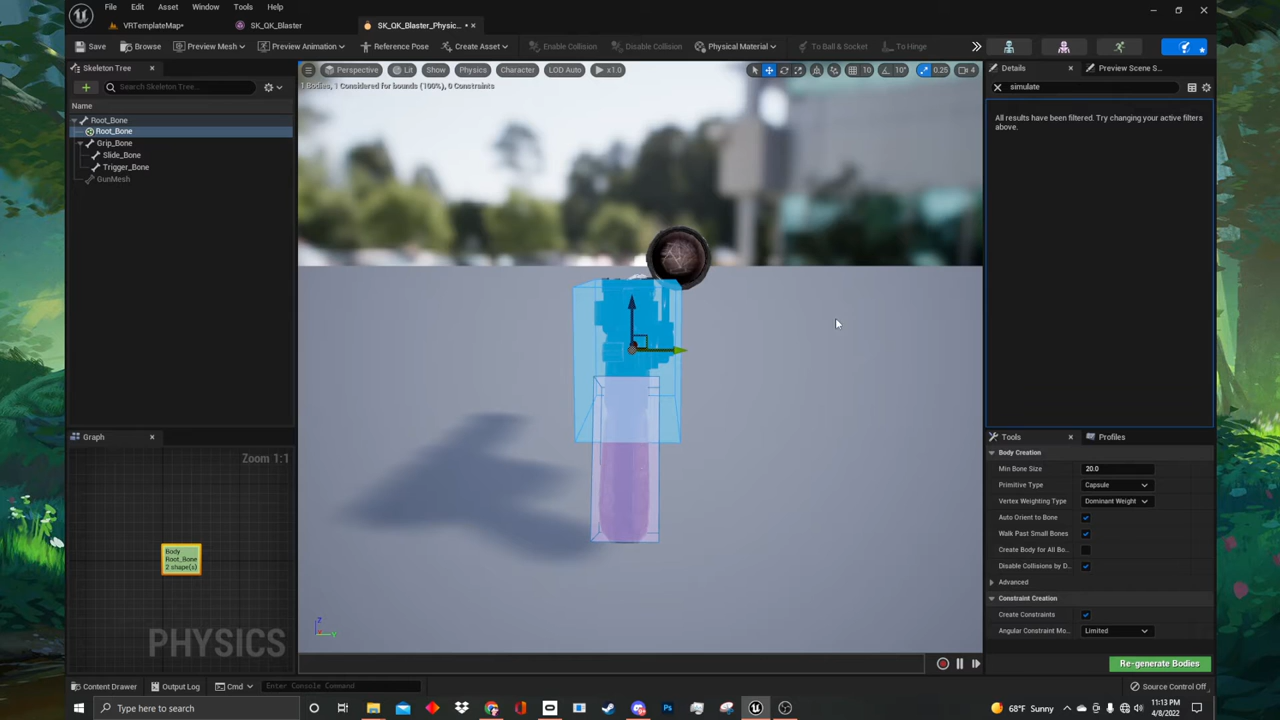 File Edit Asset Window Tools Help
VRTemplateMap*
SK_QK_Blaster
SK_QK_Blaster_Physic... •
Save Browse Preview Mesh Preview Animation Reference Pose Create Asset Enable Collision Disable Collision Physical Material To Ball & Socket To Hinge
Skeleton Tree
Search Skeleton Tree...
Name
Root_Bone
Root_Bone
Grip_Bone
Slide_Bone
Trigger_Bone
GunMesh
Perspective Lit Show Physics Character LOD Auto x1.0 10 10° 0.25 4
1 Bodies, 1 Considered for bounds (100%), 0 Constraints
Z
Y
Details
Preview Scene S...
simulate
All results have been filtered. Try changing your active filters
above.
Graph
Zoom 1:1
Body
Root_Bone
2 shape(s)
PHYSICS
Tools
Profiles
Body Creation
Min Bone Size 20.0
Primitive Type Capsule
Vertex Weighting Type Dominant Weight
Auto Orient to Bone
Walk Past Small Bones
Create Body for All Bo...
Disable Collisions by D...
Advanced
Constraint Creation
Create Constraints
Angular Constraint Mo... Limited
Re-generate Bodies
Content Drawer Output Log Cmd Enter Console Command Source Control Off
Type here to search
68°F Sunny
11:13 PM
4/8/2022